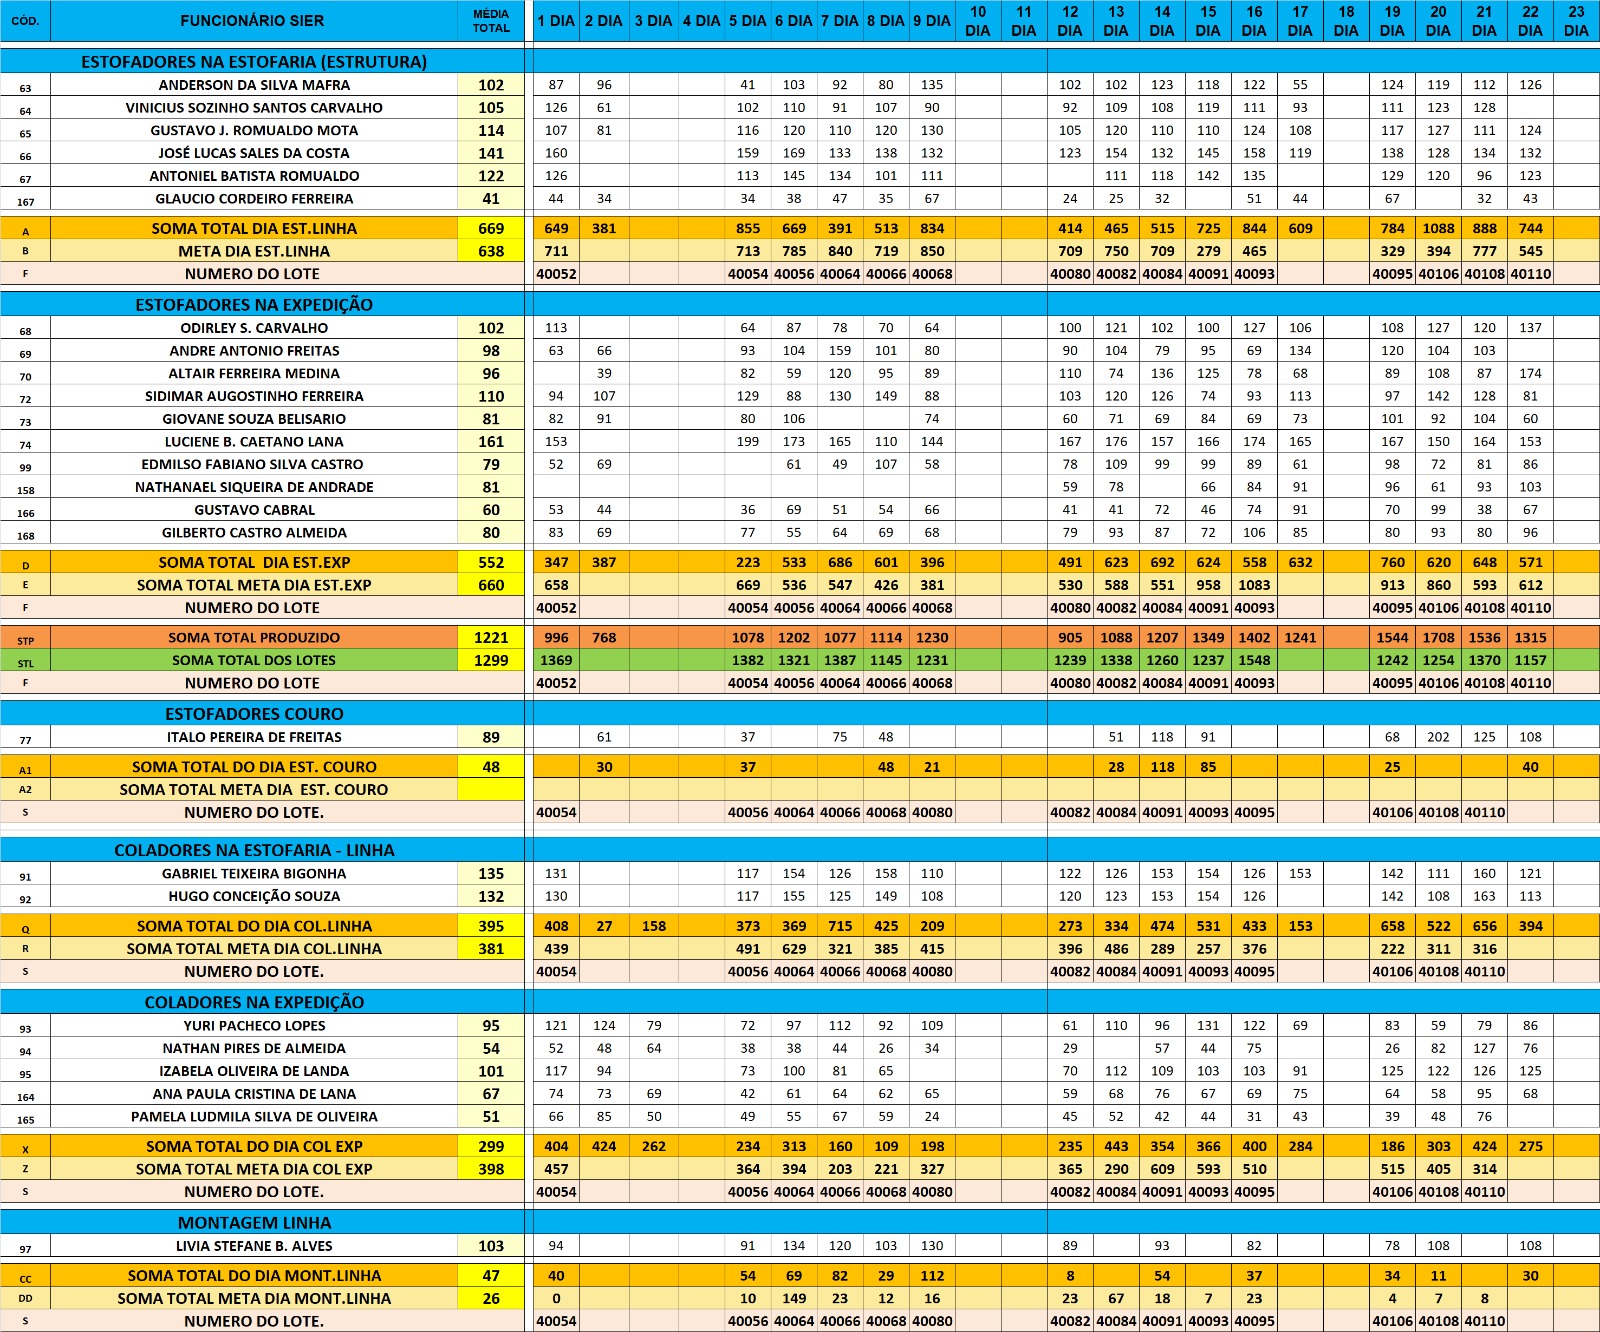 CÓD. FUNCIONÁRIO SIER MÉDIA TOTAL 1 DIA 2 DIA 3 DIA 4 DIA 5 DIA 6 DIA 7 DIA 8 DIA 9 DIA 10 DIA 11 DIA 12 DIA 13 DIA 14 DIA 15 DIA 16 DIA 17 DIA 18 DIA 19 DIA 20 DIA 21 DIA 22 DIA 23 DIA
ESTOFADORES NA ESTOFARIA (ESTRUTURA)
63 ANDERSON DA SILVA MAFRA 102 87 96 41 103 92 80 135 102 102 123 118 122 55 124 119 112 126
64 VINICIUS SOZINHO SANTOS CARVALHO 105 126 61 102 110 91 107 90 92 109 108 119 111 93 111 123 128
65 GUSTAVO J. ROMUALDO MOTA 114 107 81 116 120 110 120 130 105 120 110 110 124 108 117 127 111 124
66 JOSÉ LUCAS SALES DA COSTA 141 160 159 169 133 138 132 123 154 132 145 158 119 138 128 134 132
67 ANTONIEL BATISTA ROMUALDO 122 126 113 145 134 101 111 111 118 142 135 129 120 96 123
167 GLAUCIO CORDEIRO FERREIRA 41 44 34 34 38 47 35 67 24 25 32 51 44 67 32 43
A SOMA TOTAL DIA EST.LINHA 669 649 381 855 669 391 513 834 414 465 515 725 844 609 784 1088 888 744
B META DIA EST.LINHA 638 711 713 785 840 719 850 709 750 709 279 465 329 394 777 545
F NUMERO DO LOTE 40052 40054 40056 40064 40066 40068 40080 40082 40084 40091 40093 40095 40106 40108 40110
ESTOFADORES NA EXPEDIÇÃO
68 ODIRLEY S. CARVALHO 102 113 64 87 78 70 64 100 121 102 100 127 106 108 127 120 137
69 ANDRE ANTONIO FREITAS 98 63 66 93 104 159 101 80 90 104 79 95 69 134 120 104 103
70 ALTAIR FERREIRA MEDINA 96 39 82 59 120 95 89 110 74 136 125 78 68 89 108 87 174
72 SIDIMAR AUGOSTINHO FERREIRA 110 94 107 129 88 130 149 88 103 120 126 74 93 113 97 142 128 81
73 GIOVANE SOUZA BELISARIO 81 82 91 80 106 74 60 71 69 84 69 73 101 92 104 60
74 LUCIENE B. CAETANO LANA 161 153 199 173 165 110 144 167 176 157 166 174 165 167 150 164 153
99 EDMILSO FABIANO SILVA CASTRO 79 52 69 61 49 107 58 78 109 99 99 89 61 98 72 81 86
158 NATHANAEL SIQUEIRA DE ANDRADE 81 59 78 66 84 91 96 61 93 103
166 GUSTAVO CABRAL 60 53 44 36 69 51 54 66 41 41 72 46 74 91 70 99 38 67
168 GILBERTO CASTRO ALMEIDA 80 83 69 77 55 64 69 68 79 93 87 72 106 85 80 93 80 96
D SOMA TOTAL DIA EST.EXP 552 347 387 223 533 686 601 396 491 623 692 624 558 632 760 620 648 571
E SOMA TOTAL META DIA EST.EXP 660 658 669 536 547 426 381 530 588 551 958 1083 913 860 593 612
F NUMERO DO LOTE 40052 40054 40056 40064 40066 40068 40080 40082 40084 40091 40093 40095 40106 40108 40110
STP SOMA TOTAL PRODUZIDO 1221 996 768 1078 1202 1077 1114 1230 905 1088 1207 1349 1402 1241 1544 1708 1536 1315
STL SOMA TOTAL DOS LOTES 1299 1369 1382 1321 1387 1145 1231 1239 1338 1260 1237 1548 1242 1254 1370 1157
F NUMERO DO LOTE 40052 40054 40056 40064 40066 40068 40080 40082 40084 40091 40093 40095 40106 40108 40110
ESTOFADORES COURO
77 ITALO PEREIRA DE FREITAS 89 61 37 75 48 51 118 91 68 202 125 108
A1 SOMA TOTAL DO DIA EST. COURO 48 30 37 48 21 28 118 85 25 40
A2 SOMA TOTAL META DIA EST. COURO
S NUMERO DO LOTE. 40054 40056 40064 40066 40068 40080 40082 40084 40091 40093 40095 40106 40108 40110
COLADORES NA ESTOFARIA - LINHA
91 GABRIEL TEIXEIRA BIGONHA 135 131 117 154 126 158 110 122 126 153 154 126 153 142 111 160 121
92 HUGO CONCEIÇÃO SOUZA 132 130 117 155 125 149 108 120 123 153 154 126 142 108 163 113
Q SOMA TOTAL DO DIA COL.LINHA 395 408 27 158 373 369 715 425 209 273 334 474 531 433 153 658 522 656 394
R SOMA TOTAL META DIA COL.LINHA 381 439 491 629 321 385 415 396 486 289 257 376 222 311 316
S NUMERO DO LOTE. 40054 40056 40064 40066 40068 40080 40082 40084 40091 40093 40095 40106 40108 40110
COLADORES NA EXPEDIÇÃO
93 YURI PACHECO LOPES 95 121 124 79 72 97 112 92 109 61 110 96 131 122 69 83 59 79 86
94 NATHAN PIRES DE ALMEIDA 54 52 48 64 38 38 44 26 34 29 57 44 75 26 82 127 76
95 IZABELA OLIVEIRA DE LANDA 101 117 94 73 100 81 65 70 112 109 103 103 91 125 122 126 125
164 ANA PAULA CRISTINA DE LANA 67 74 73 69 42 61 64 62 65 59 68 76 67 69 75 64 58 95 68
165 PAMELA LUDMILA SILVA DE OLIVEIRA 51 66 85 50 49 55 67 59 24 45 52 42 44 31 43 39 48 76
X SOMA TOTAL DO DIA COL EXP 299 404 424 262 234 313 160 109 198 235 443 354 366 400 284 186 303 424 275
Z SOMA TOTAL META DIA COL EXP 398 457 364 394 203 221 327 365 290 609 593 510 515 405 314
S NUMERO DO LOTE. 40054 40056 40064 40066 40068 40080 40082 40084 40091 40093 40095 40106 40108 40110
MONTAGEM LINHA
97 LIVIA STEFANE B. ALVES 103 94 91 134 120 103 130 89 93 82 78 108 108
CC SOMA TOTAL DO DIA MONT.LINHA 47 40 54 69 82 29 112 8 54 37 34 11 30
DD SOMA TOTAL META DIA MONT.LINHA 26 0 10 149 23 12 16 23 67 18 7 23 4 7 8
S NUMERO DO LOTE. 40054 40056 40064 40066 40068 40080 40082 40084 40091 40093 40095 40106 40108 40110